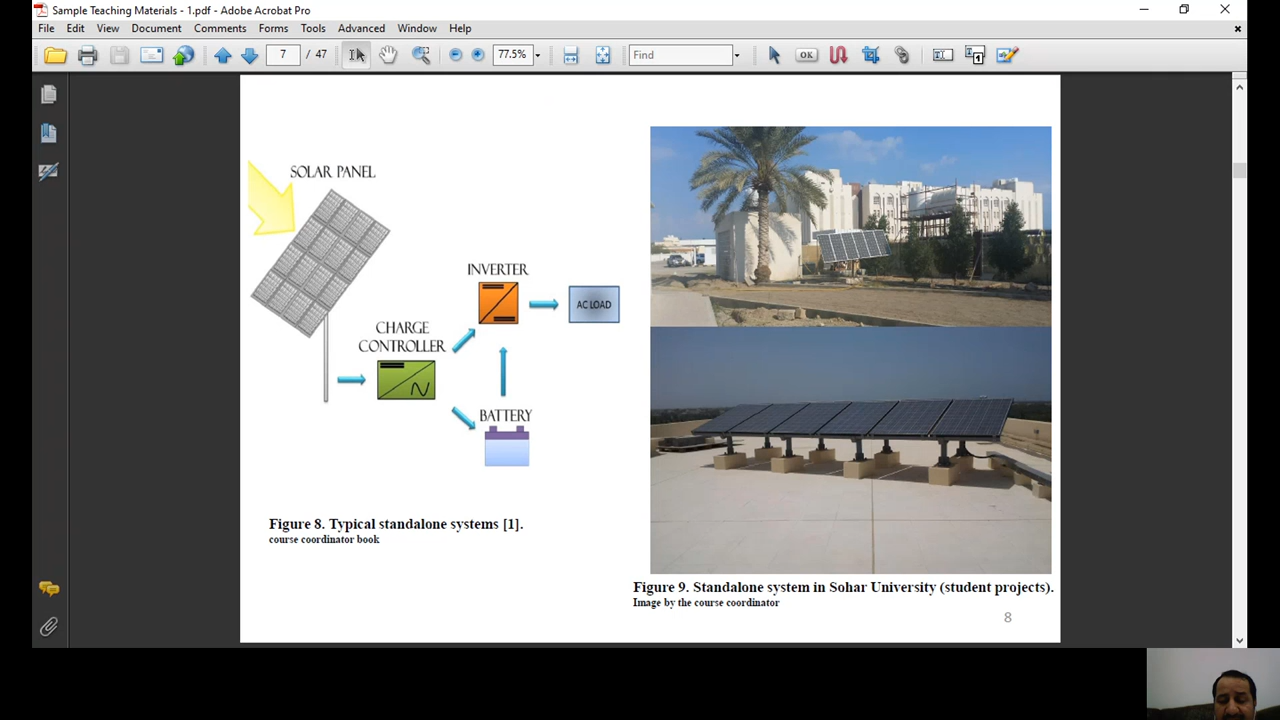 Sample Teaching Materials - 1.pdf - Adobe Acrobat Pro
File Edit View Document Comments Forms Tools Advanced Window Help
7 / 47 77.5% Find OK 1
SOLAR PANEL
INVERTER
AC LOAD
CHARGE
CONTROLLER
BATTERY
Figure 8. Typical standalone systems [1].
course coordinator book
Figure 9. Standalone system in Sohar University (student projects).
Image by the course coordinator
8